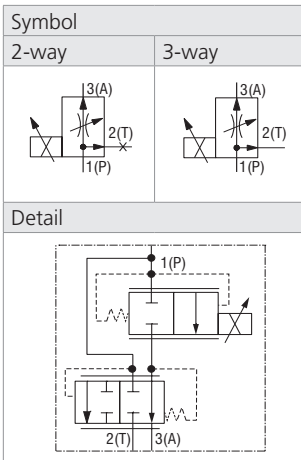 Symbol
2-way 3-way
3(A) 3(A)
2(T) 2(T)
1(P) 1(P)
Detail
1(P)
2(T) 3(A)